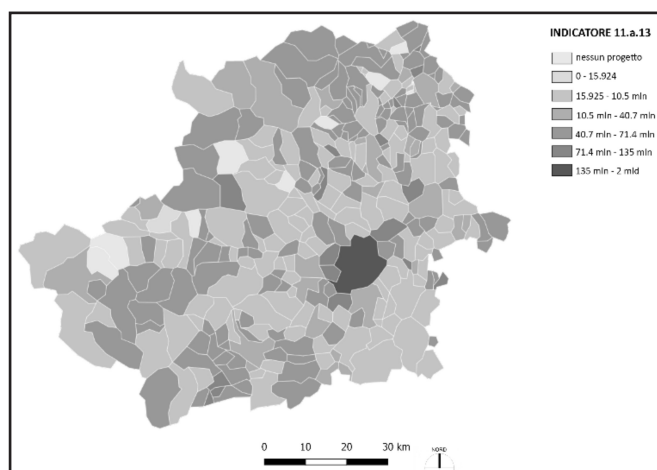 INDICATORE 11.a.13
nessun progetto
0 - 15.924
15.925 - 10.5 mln
10.5 mln - 40.7 mln
40.7 mln - 71.4 mln
71.4 mln - 135 mln
135 mln - 2 mld
0 10 20 30 km
NORD